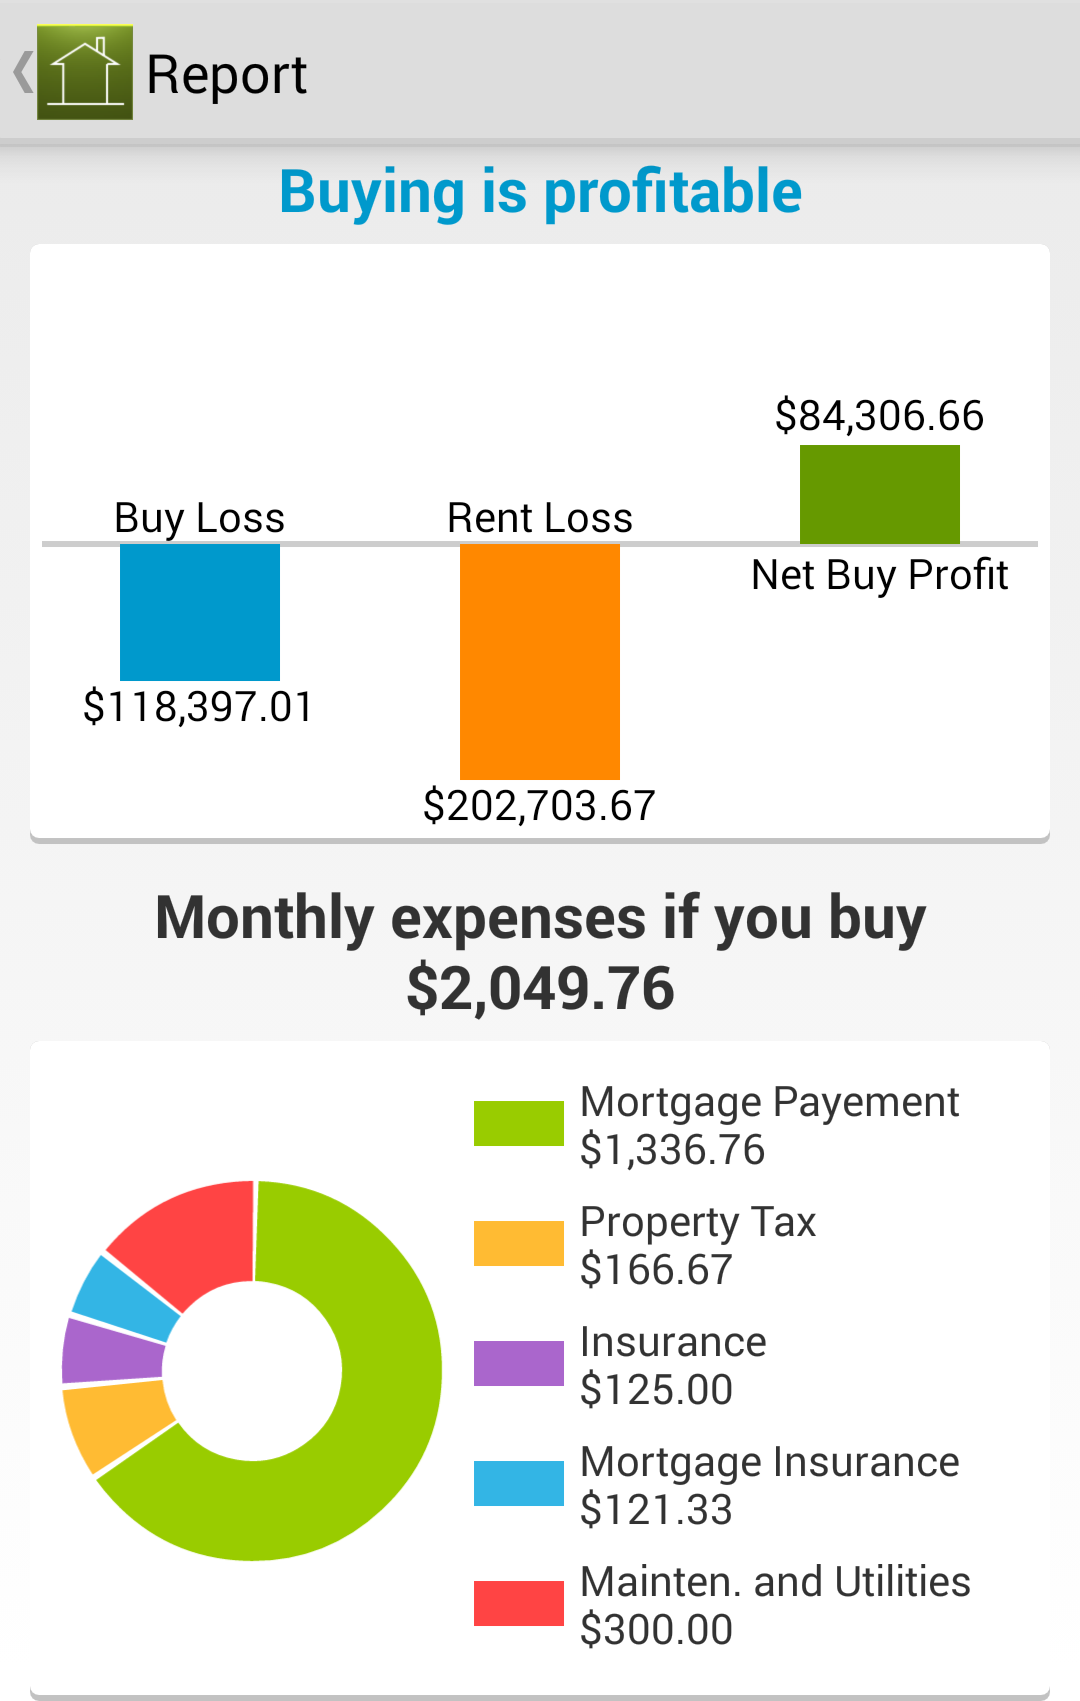 Report
Buying is profitable
$84,306.66
Buy Loss
Rent Loss
Net Buy Profit
$118,397.01
$202,703.67
Monthly expenses if you buy
$2,049.76
Mortgage Payement
$1,336.76
Property Tax
$166.67
Insurance
$125.00
Mortgage Insurance
$121.33
Mainten. and Utilities
$300.00